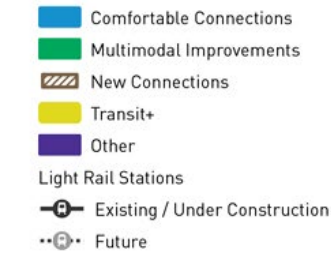 Comfortable Connections
Multimodal Improvements
New Connections
Transit+
Other
Light Rail Stations
Existing / Under Construction
Future